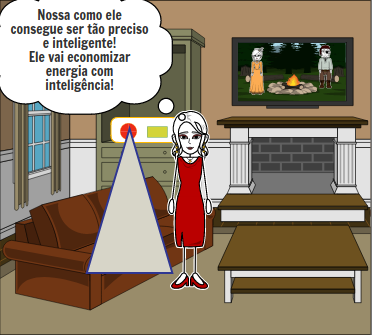 Nossa como ele
consegue ser tão preciso
e inteligente!
Ele vai economizar
energia com
inteligência!